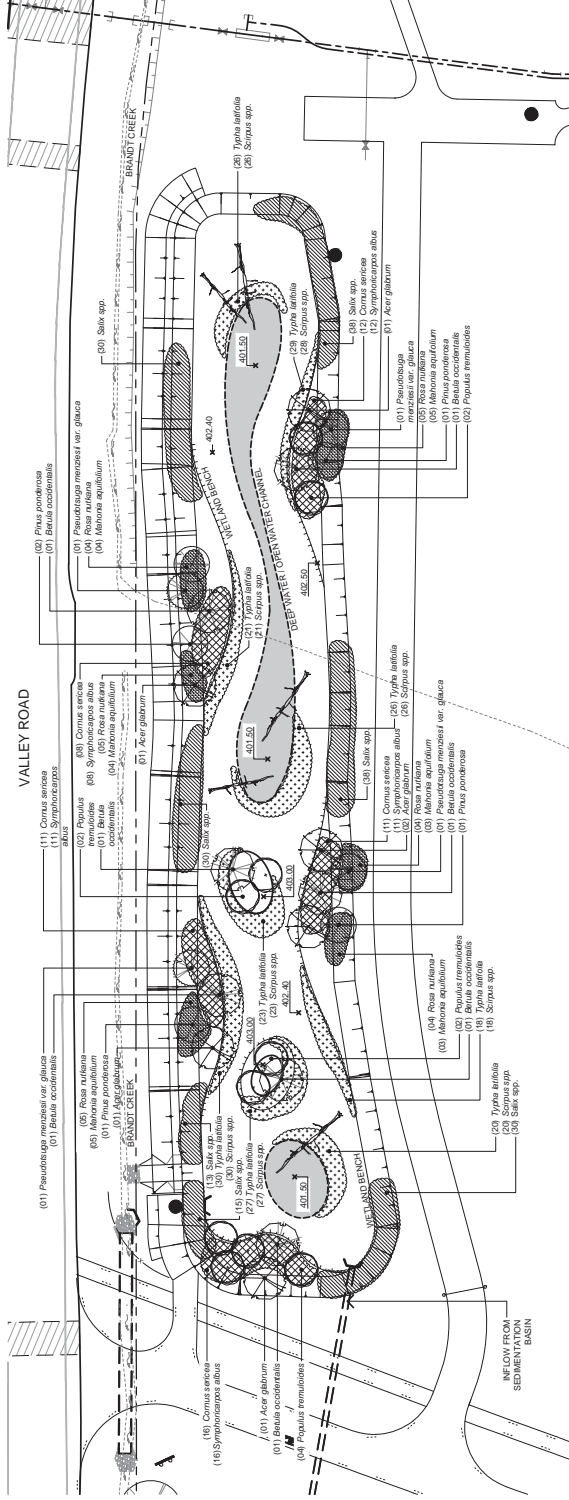 VALLEY ROAD
BRANDT CREEK
BRANDT CREEK
(26) Typha latifolia
(26) Scirpus spp.
(30) Salix spp.
401.50
402.40
WETLAND BENCH
DEEP WATER / OPEN WATER CHANNEL
(29) Typha latifolia
(28) Scirpus spp.
(38) Salix spp.
(12) Cornus sericea
(12) Symphoricarpos albus
(01) Acer glabrum
(01) Pseudotsuga
menziesii var. glauca
(05) Rosa nutkana
(05) Mahonia aquifolium
(01) Pinus ponderosa
(01) Betula occidentalis
(02) Populus tremuloides
(02) Pinus ponderosa
(01) Betula occidentalis
(01) Pseudotsuga menziesii var. glauca
(04) Rosa nutkana
(04) Mahonia aquifolium
402.50
(21) Typha latifolia
(21) Scirpus spp.
(08) Cornus sericea
(08) Symphoricarpos albus
(05) Rosa nutkana
(04) Mahonia aquifolium
(01) Acer glabrum
401.50
(38) Salix spp.
(26) Typha latifolia
(26) Scirpus spp.
(11) Cornus sericea
(11) Symphoricarpos albus
(02) Acer glabrum
(04) Rosa nutkana
(03) Mahonia aquifolium
(01) Pseudotsuga menziesii var. glauca
(01) Betula occidentalis
(01) Pinus ponderosa
(11) Cornus sericea
(11) Symphoricarpos
albus
(02) Populus
tremuloides
(01) Betula
occidentalis
(30) Salix spp.
403.00
(23) Typha latifolia
(23) Scirpus spp.
402.40
403.00
(04) Rosa nutkana
(03) Mahonia aquifolium
(02) Populus tremuloides
(01) Betula occidentalis
(18) Typha latifolia
(18) Scirpus spp.
(01) Pseudotsuga menziesii var. glauca
(01) Betula occidentalis
(05) Rosa nutkana
(05) Mahonia aquifolium
(01) Pinus ponderosa
(01) Acer glabrum
(13) Salix spp.
(30) Typha latifolia
(30) Scirpus spp.
(15) Salix spp.
(27) Typha latifolia
(27) Scirpus spp.
(20) Typha latifolia
(20) Scirpus spp.
(30) Salix spp.
401.50
WETLAND BENCH
(16) Cornus sericea
(16)Symphoricarpos albus
(01) Acer glabrum
(01) Betula occidentalis
(04) Populus tremuloides
INFLOW FROM
SEDIMENTATION
BASIN